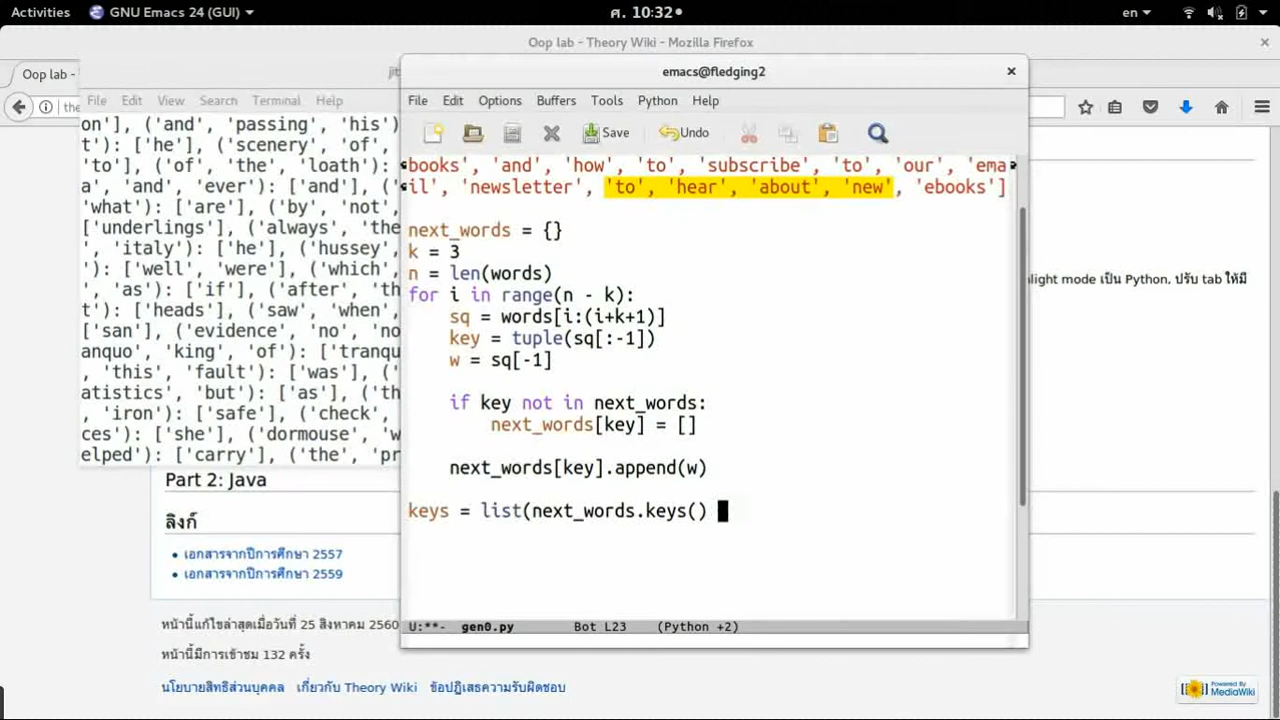 Activities GNU Emacs 24 (GUI) ศ. 10:32 en
Oop lab - Theory Wiki - Mozilla Firefox
Oop lab -
the
File Edit View Search Terminal Help
on'], ('and', 'passing', 'his')
t'): ['he'], ('scenery', 'of',
'to'], ('of', 'the', 'loath')
a', 'and', 'ever'): ['and'], ('
'what'): ['are'], ('by', 'not',
['underlings'], ('always', 'the
', 'italy'): ['he'], ('hussey',
'): ['well', 'were'], ('which',
, 'as'): ['if'], ('after', 'th
t'): ['heads'], ('saw', 'when',
['san'], ('evidence', 'no', 'no
anquo', 'king', 'of'): ['tranqu
, 'this', 'fault'): ['was'], ('
atistics', 'but'): ['as'], ('th
, 'iron'): ['safe'], ('check',
ces'): ['she'], ('dormouse', 'w
elped'): ['carry'], ('the', 'pr
emacs@fledging2
File Edit Options Buffers Tools Python Help
Save Undo
books', 'and', 'how', 'to', 'subscribe', 'to', 'our', 'ema
il', 'newsletter', 'to', 'hear', 'about', 'new', 'ebooks']
next_words = {}
k = 3
n = len(words)
for i in range(n - k):
    sq = words[i:(i+k+1)]
    key = tuple(sq[:-1])
    w = sq[-1]
    if key not in next_words:
        next_words[key] = []
    next_words[key].append(w)
keys = list(next_words.keys()
U:**- gen0.py Bot L23 (Python +2)
light mode เป็น Python, ปรับ tab ให้มี
Part 2: Java
ลิงก์
เอกสารจากปีการศึกษา 2557
เอกสารจากปีการศึกษา 2559
หน้านี้แก้ไขล่าสุดเมื่อวันที่ 25 สิงหาคม 2560
หน้านี้มีการเข้าชม 132 ครั้ง
นโยบายสิทธิส่วนบุคคล เกี่ยวกับ Theory Wiki ข้อปฏิเสธความรับผิดชอบ
Powered By
MediaWiki